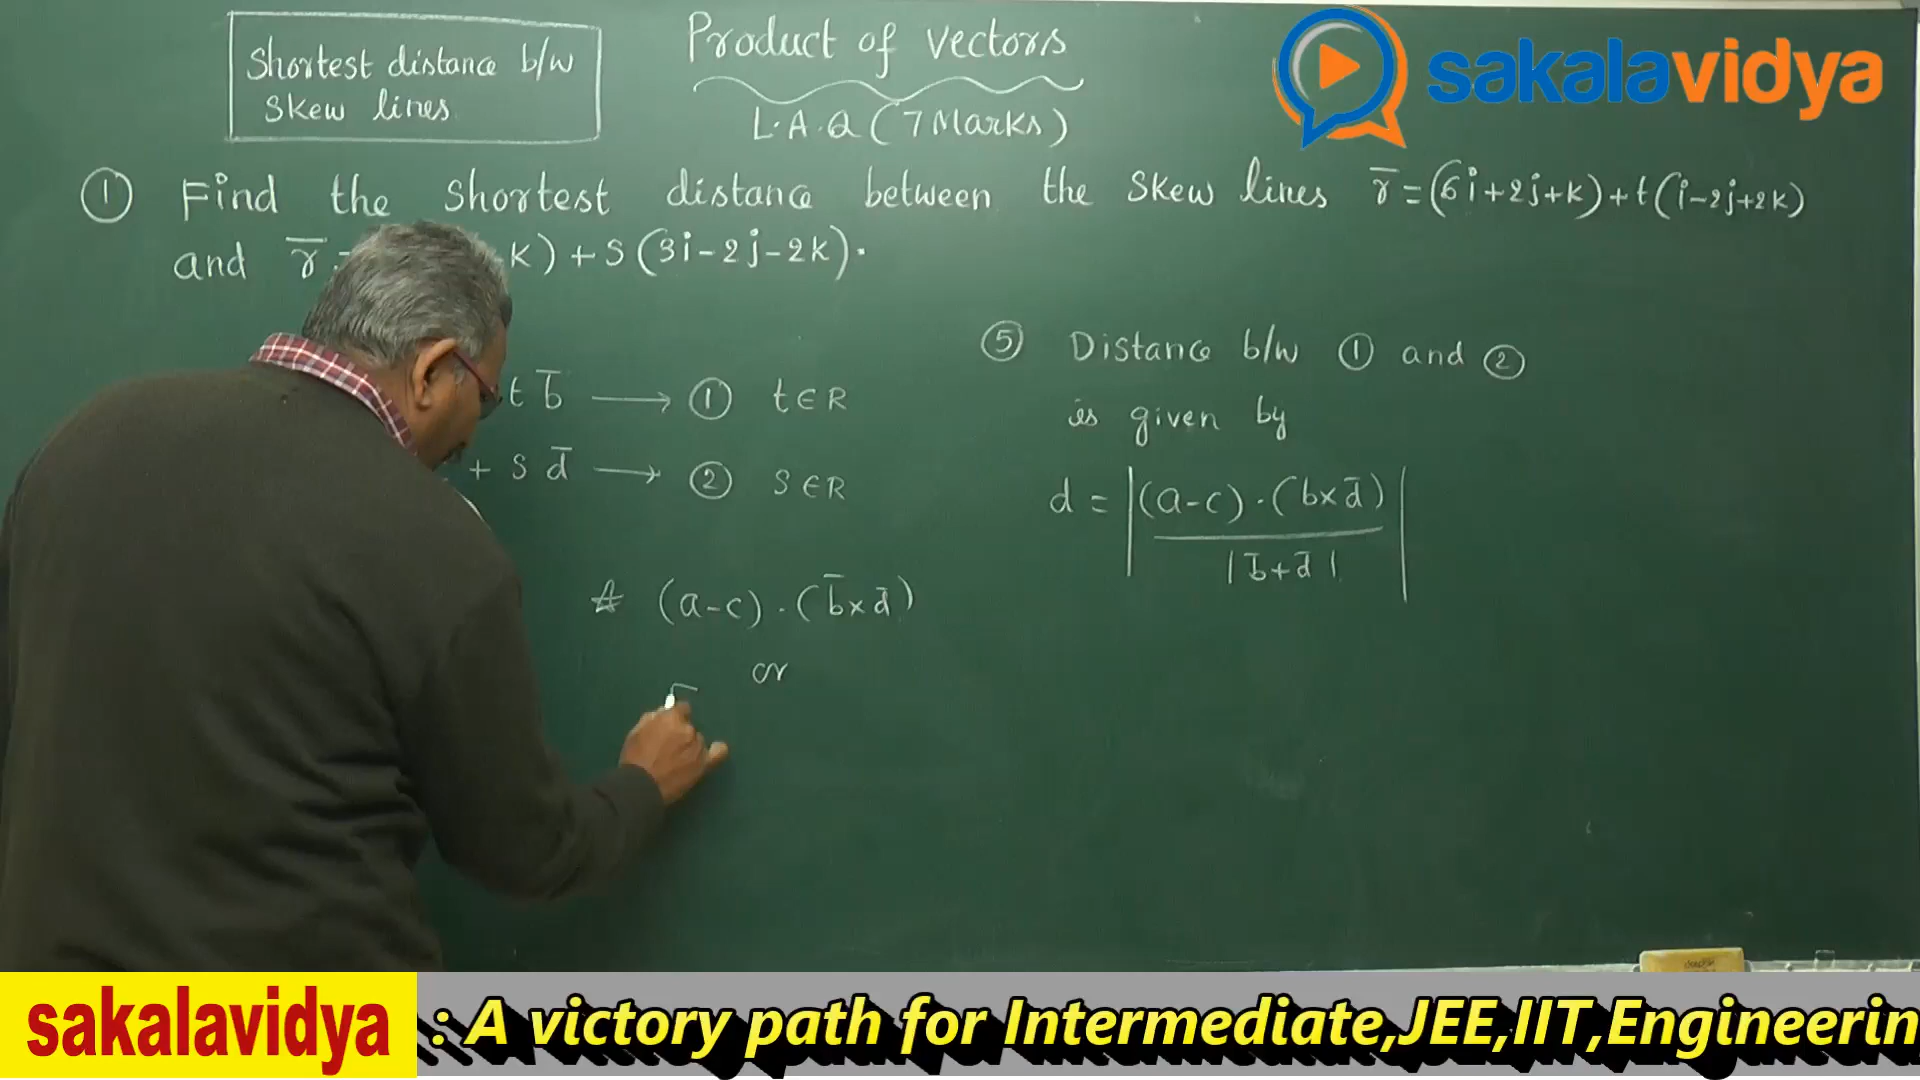 Shortest distance b/w
Skew lines
Product of vectors
L.A.Q (7 Marks)
sakalavidya
① Find the shortest distance between the skew lines r̅ = (6i+2j+k)+t(i-2j+2k)
and r̅ = k)+s(3i-2j-2k).
t b̅ ⟶ ① t∈R
+ s d̅ ⟶ ② s∈R
(a-c)·(b̅×d̅)
or
⑤ Distance b/w ① and ②
is given by
d = |(a-c)·(b×d̅)
|b̅+d̅| |
sakalavidya : A victory path for Intermediate,JEE,IIT,Engineerin